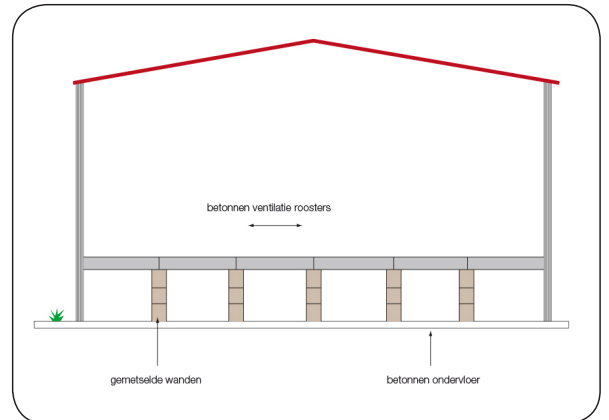 betonnen ventilatie roosters
gemetselde wanden
betonnen ondervloer